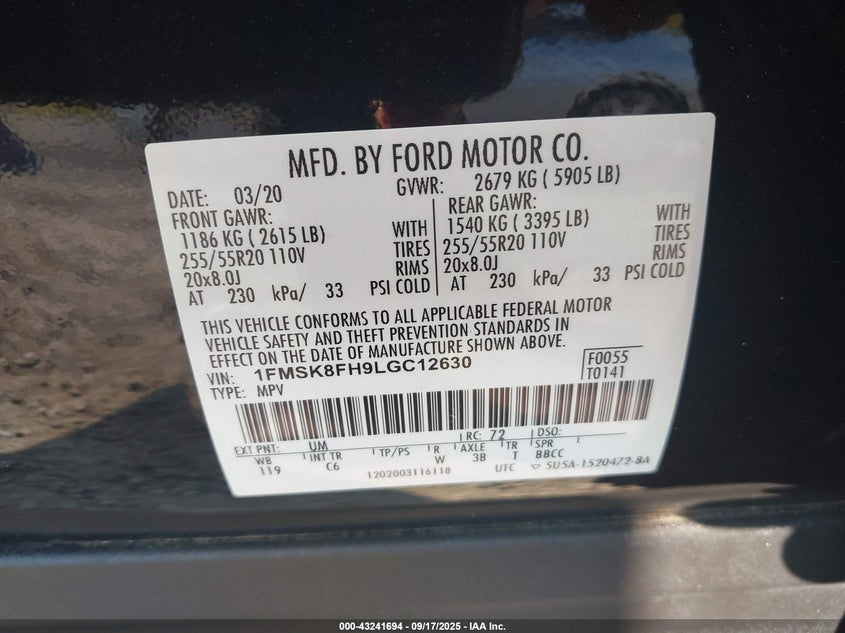 MFD. BY FORD MOTOR CO.
DATE: 03/20 GVWR: 2679 KG ( 5905 LB)
FRONT GAWR: REAR GAWR:
1186 KG ( 2615 LB) WITH 1540 KG ( 3395 LB) WITH
255/55R20 110V TIRES 255/55R20 110V TIRES
20x8.0J RIMS 20x8.0J RIMS
AT 230 kPa/ 33 PSI COLD AT 230 kPa/ 33 PSI COLD
THIS VEHICLE CONFORMS TO ALL APPLICABLE FEDERAL MOTOR
VEHICLE SAFETY AND THEFT PREVENTION STANDARDS IN
EFFECT ON THE DATE OF MANUFACTURE SHOWN ABOVE.
VIN: 1FMSK8FH9LGC12630 F0055
TYPE: MPV T0141
EXT PNT: UM RC: 72 DSO:
WB INT TR TP/PS R AXLE TR SPR
119 C6 W 3B T BBCC
1202003116118 UTC ▽ 5U5A-1520472-BA
000-43241694 - 09/17/2025 - IAA Inc.